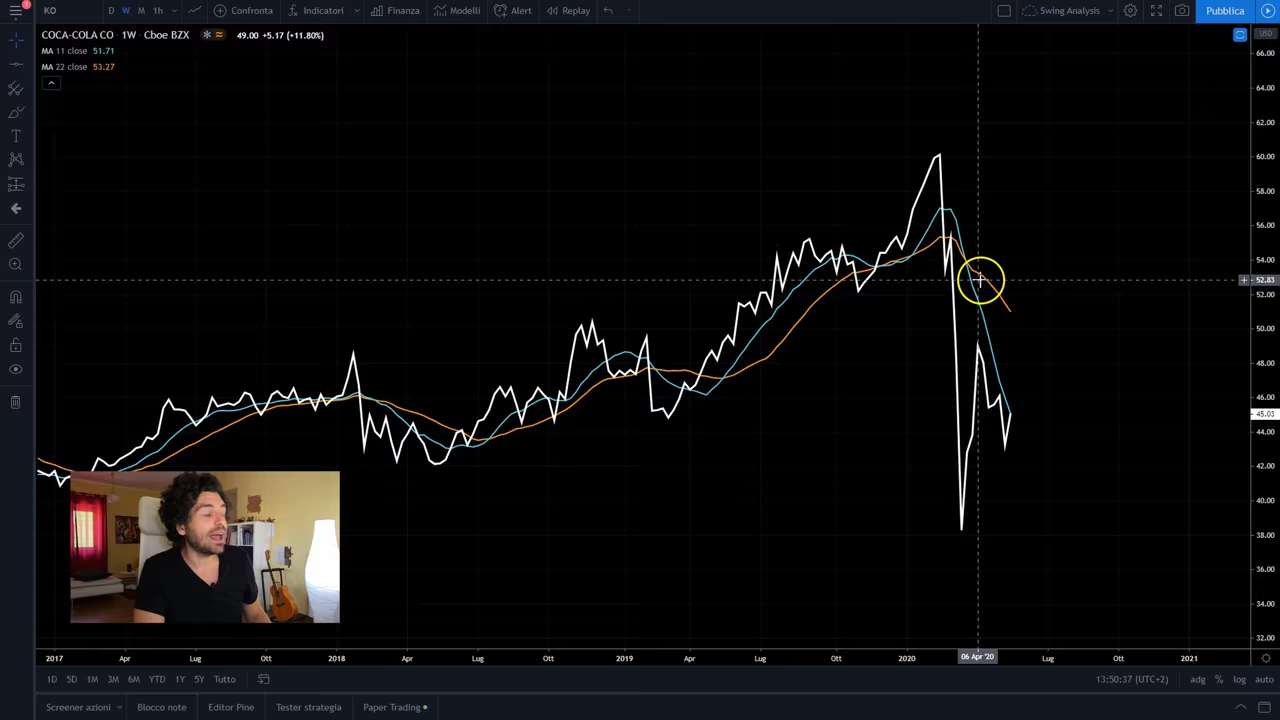 1
KO
D W M 1h
Confronta
Indicatori
Finanza
Modelli
Alert
Replay
Swing Analysis
Pubblica
COCA-COLA CO · 1W · Cboe BZX
49.00 +5.17 (+11.80%)
USD
MA 11 close 51.71
MA 22 close 53.27
66.00
64.00
62.00
60.00
58.00
56.00
54.00
52.83
52.00
50.00
48.00
46.00
45.03
44.00
42.00
40.00
38.00
36.00
34.00
32.00
2017 Apr Lug Ott 2018 Apr Lug Ott 2019 Apr Lug Ott 2020 06 Apr '20 Lug Ott 2021
1D 5D 1M 3M 6M YTD 1Y 5Y Tutto
13:50:37 (UTC+2) adg % log auto
Screener azioni Blocco note Editor Pine Tester strategia Paper Trading